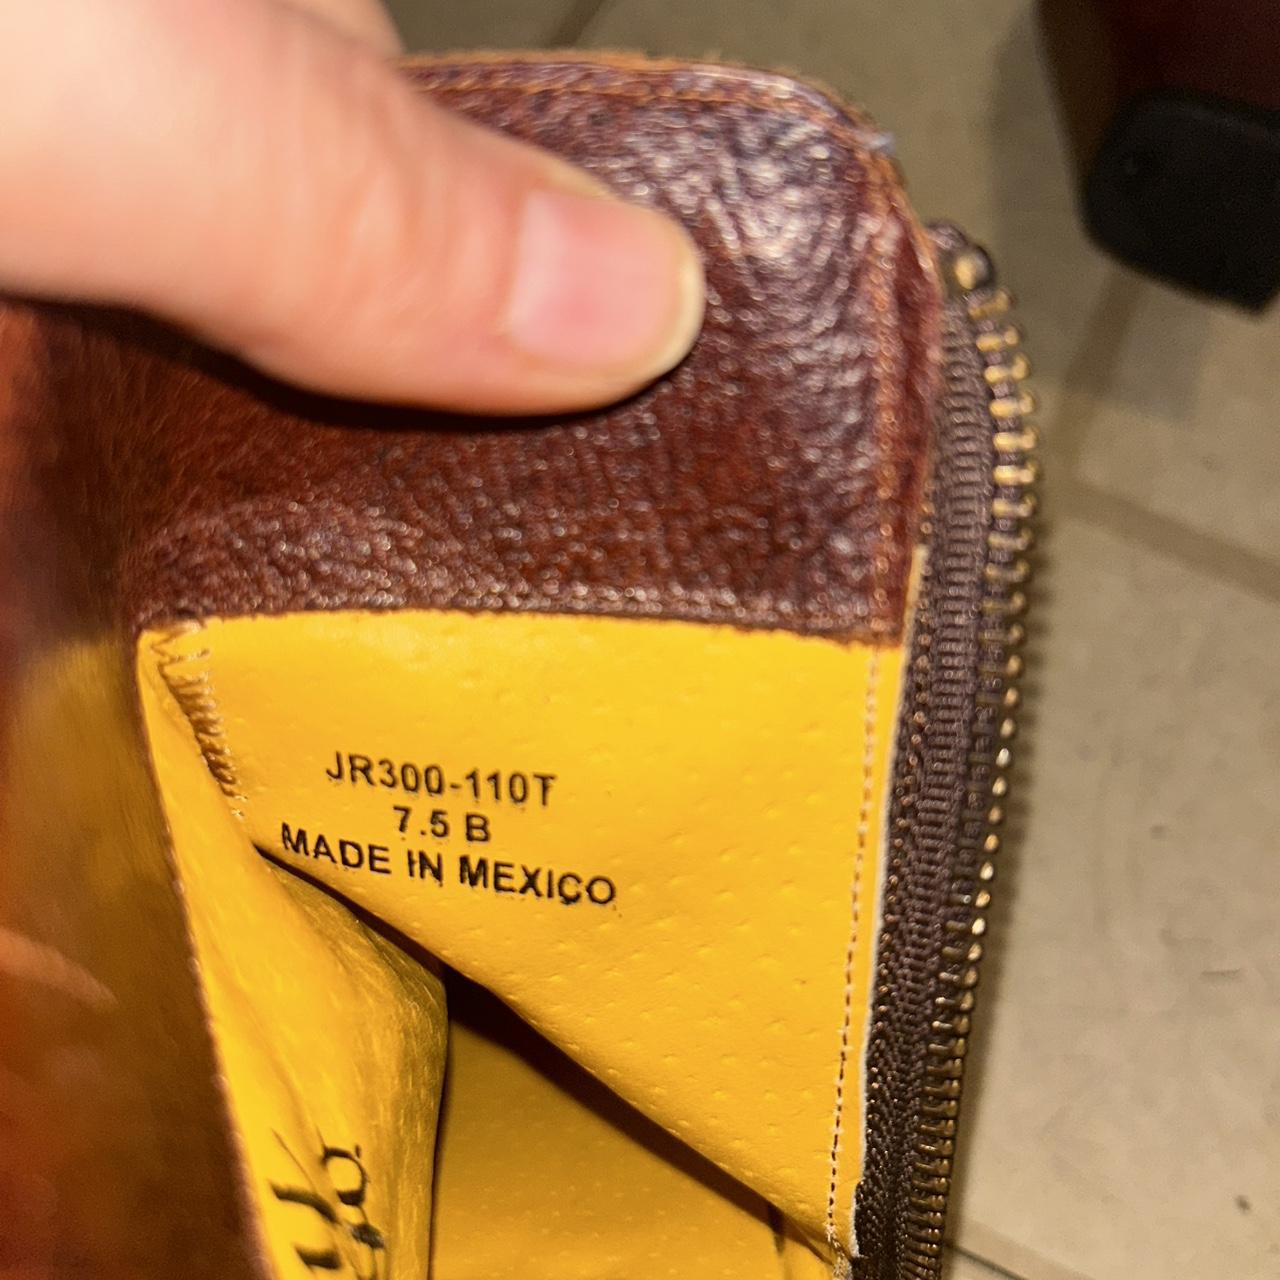 JR300-110T
7.5 B
MADE IN MEXICO